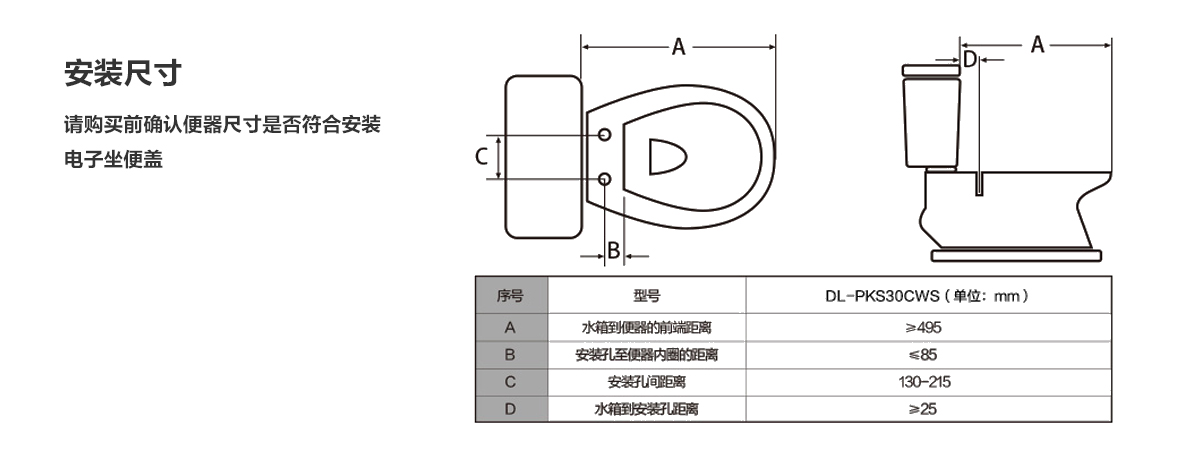 安装尺寸
请购买前确认便器尺寸是否符合安装
电子坐便盖
A
C
B
A
D
序号 型号 DL-PKS30CWS（单位：mm）
A 水箱到便器的前端距离 ≥495
B 安装孔至便器内圈的距离 ≤85
C 安装孔间距离 130-215
D 水箱到安装孔距离 ≥25